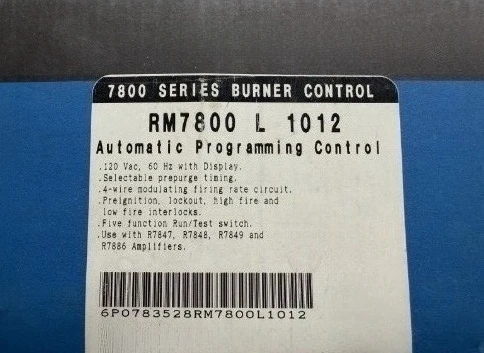 7800 SERIES BURNER CONTROL
RM7800 L 1012
Automatic Programming Control
.120 Vac, 60 Hz with Display.
.Selectable prepurge timing.
.4-wire modulating firing rate circuit.
.Preignition, lockout, high fire and
low fire interlocks.
.Five function Run/Test switch.
.Use with R7847, R7848, R7849 and
R7886 Amplifiers.
6P0783528RM7800L1012